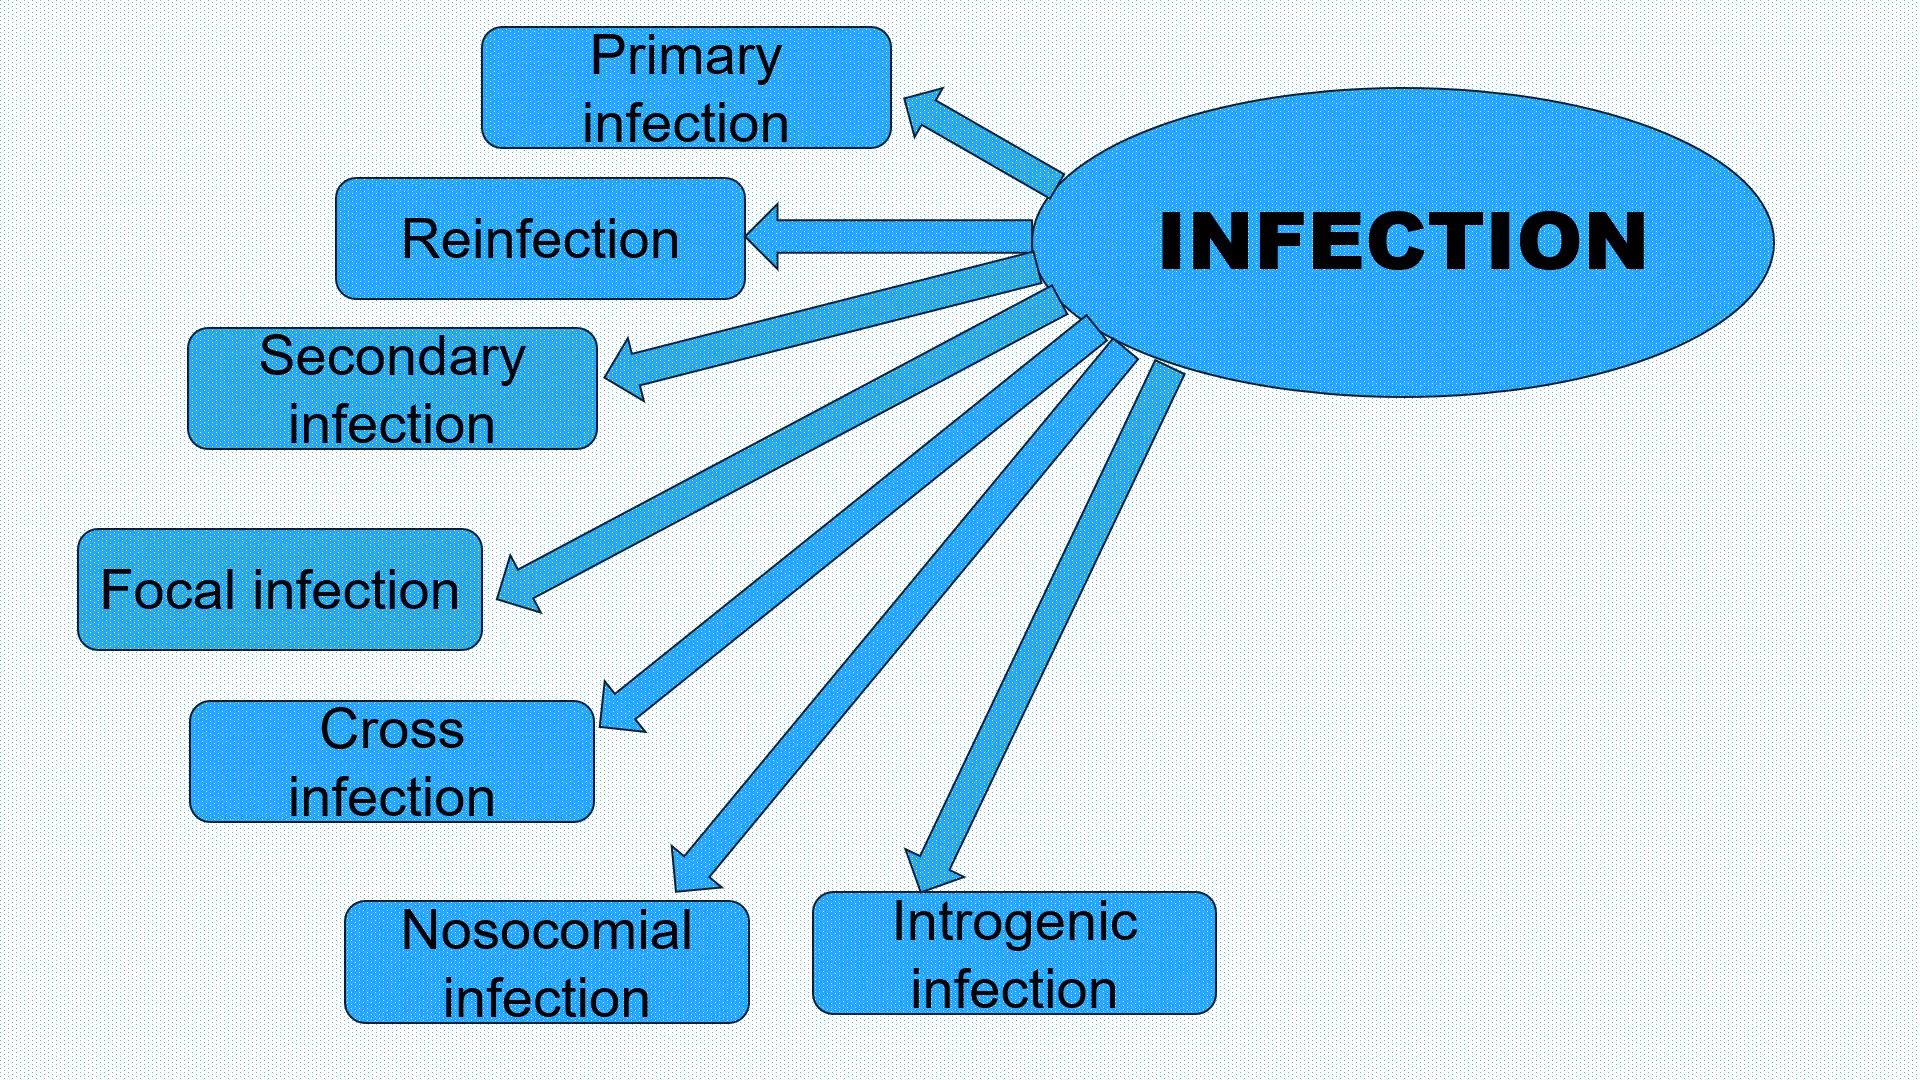 Primary
infection
INFECTION
Reinfection
Secondary
infection
Focal infection
Cross
infection
Nosocomial
infection
Introgenic
infection